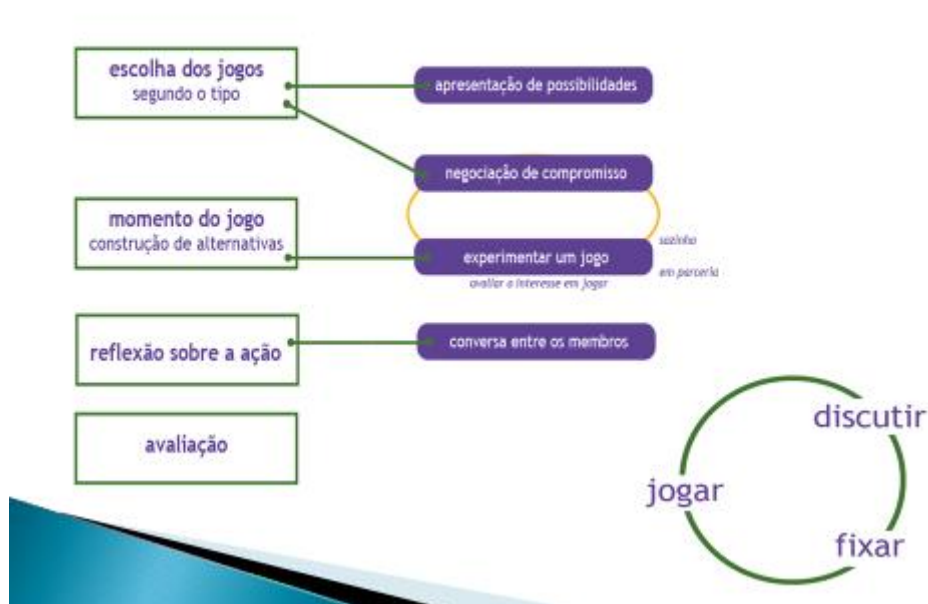 escolha dos jogos
segundo o tipo
apresentação de possibilidades
negociação de compromisso
momento do jogo
construção de alternativas
experimentar um jogo
avaliar o interesse em jogar
sozinho
em parceria
reflexão sobre a ação
conversa entre os membros
avaliação
discutir
jogar
fixar